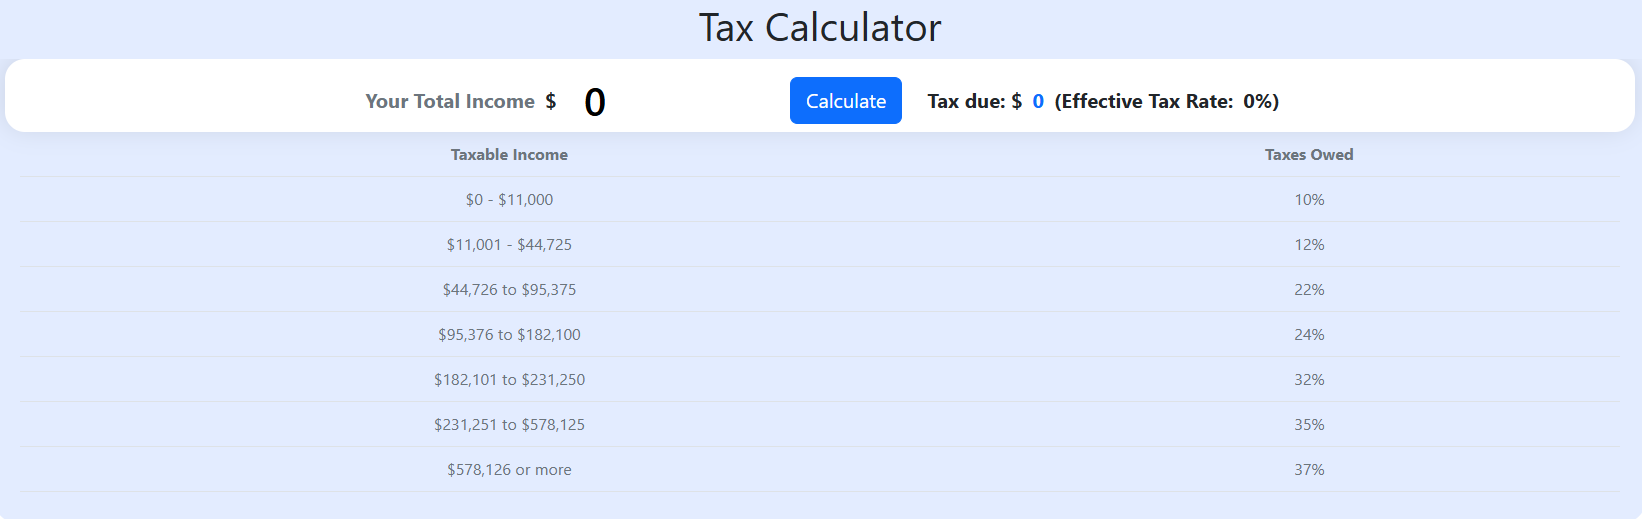 Tax Calculator
Your Total Income $ 0 Calculate Tax due: $ 0 (Effective Tax Rate: 0%)
Taxable Income Taxes Owed
$0 - $11,000 10%
$11,001 - $44,725 12%
$44,726 to $95,375 22%
$95,376 to $182,100 24%
$182,101 to $231,250 32%
$231,251 to $578,125 35%
$578,126 or more 37%